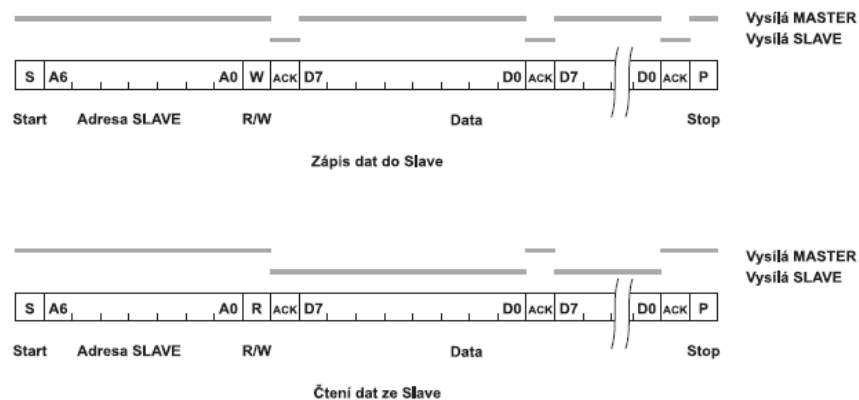 Vysílá MASTER
Vysílá SLAVE
S A6 A0 W ACK D7 D0 ACK D7 D0 ACK P
Start Adresa SLAVE R/W Data Stop
Zápis dat do Slave
Vysílá MASTER
Vysílá SLAVE
S A6 A0 R ACK D7 D0 ACK D7 D0 ACK P
Start Adresa SLAVE R/W Data Stop
Čtení dat ze Slave